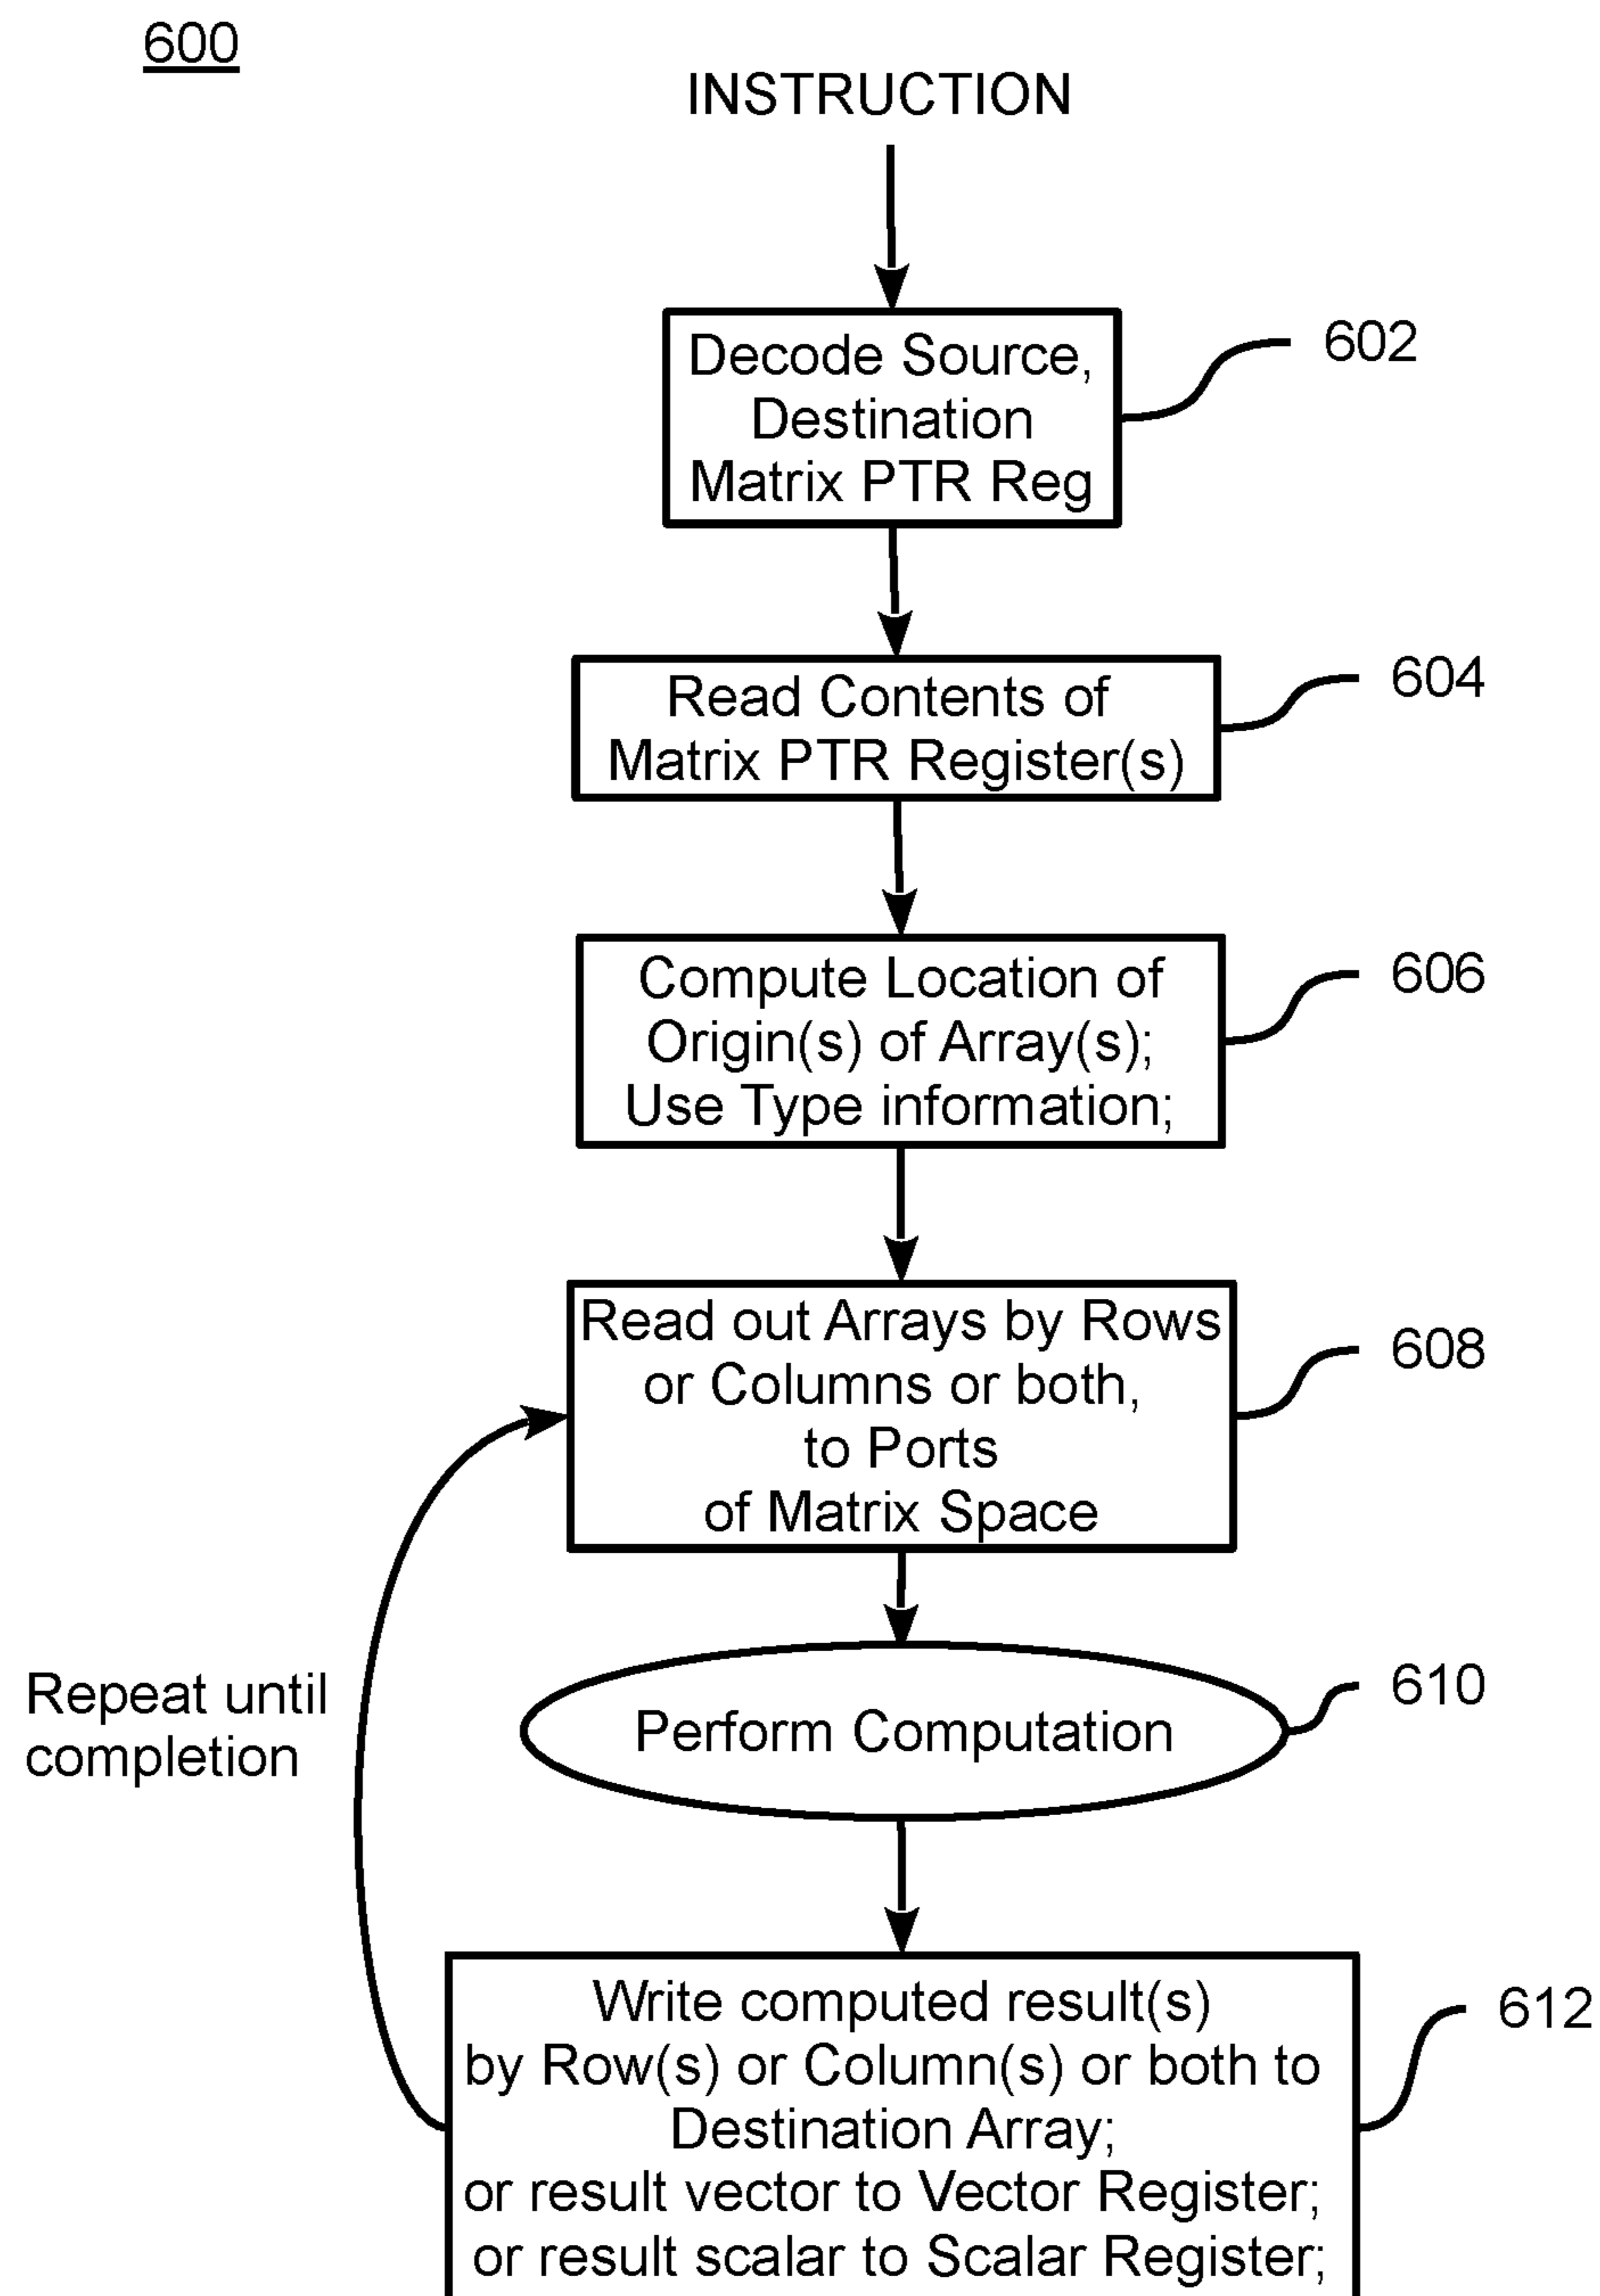 600
INSTRUCTION
Decode Source,
Destination
Matrix PTR Reg
602
Read Contents of
Matrix PTR Register(s)
604
Compute Location of
Origin(s) of Array(s);
Use Type information;
606
Read out Arrays by Rows
or Columns or both,
to Ports
of Matrix Space
608
Repeat until
completion
Perform Computation
610
Write computed result(s)
by Row(s) or Column(s) or both to
Destination Array;
or result vector to Vector Register;
or result scalar to Scalar Register;
612